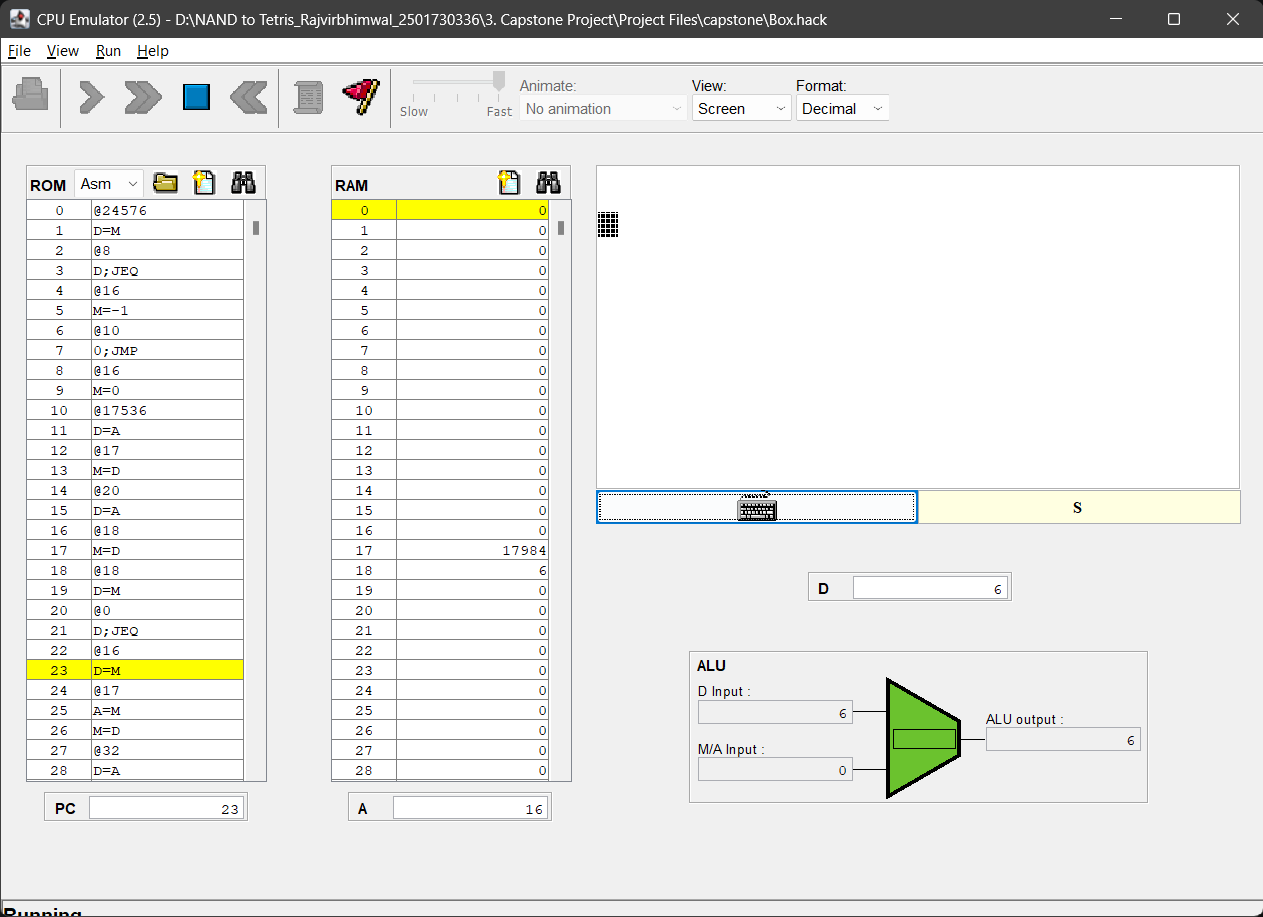 CPU Emulator (2.5) - D:\NAND to Tetris_Rajvirbhimwal_2501730336\3. Capstone Project\Project Files\capstone\Box.hack
File View Run Help
Slow Fast
Animate:
No animation
View:
Screen
Format:
Decimal
ROM Asm
0 @24576
1 D=M
2 @8
3 D;JEQ
4 @16
5 M=-1
6 @10
7 0;JMP
8 @16
9 M=0
10 @17536
11 D=A
12 @17
13 M=D
14 @20
15 D=A
16 @18
17 M=D
18 @18
19 D=M
20 @0
21 D;JEQ
22 @16
23 D=M
24 @17
25 A=M
26 M=D
27 @32
28 D=A
PC 23
RAM
0 0
1 0
2 0
3 0
4 0
5 0
6 0
7 0
8 0
9 0
10 0
11 0
12 0
13 0
14 0
15 0
16 0
17 17984
18 6
19 0
20 0
21 0
22 0
23 0
24 0
25 0
26 0
27 0
28 0
A 16
S
D 6
ALU
D Input :
6
M/A Input :
0
ALU output :
6
Running